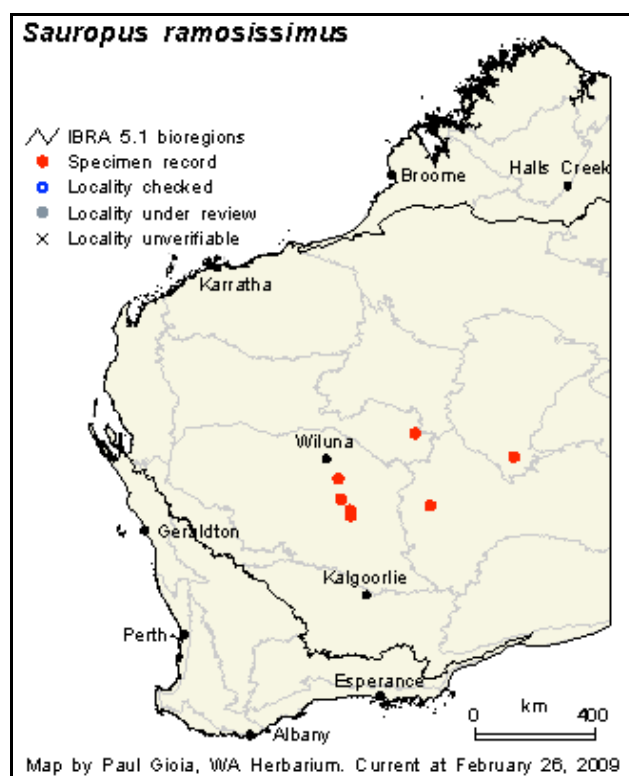 Sauropus ramosissimus
IBRA 5.1 bioregions
Specimen record
Locality checked
Locality under review
Locality unverifiable
Broome
Halls Creek
Karratha
Wiluna
Geraldton
Kalgoorlie
Perth
Esperance
Albany
km
0 400
Map by Paul Gioia, WA Herbarium. Current at February 26, 2009